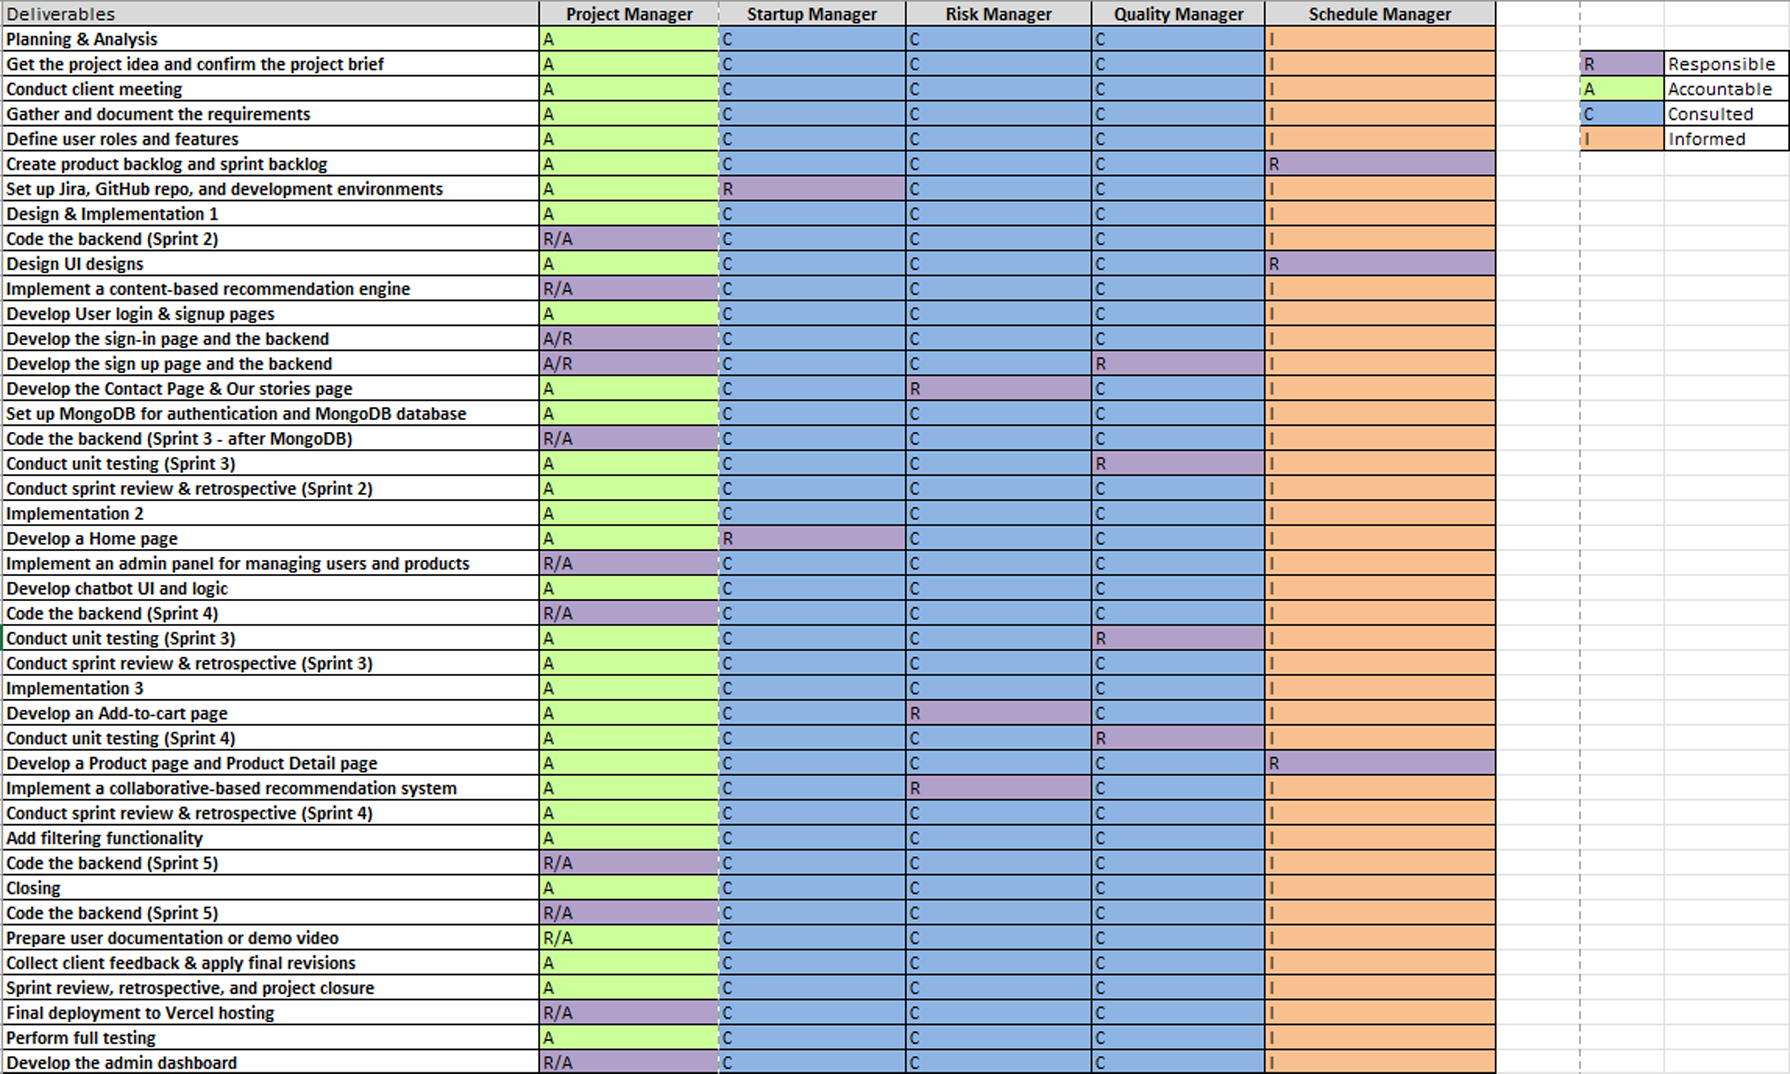 Deliverables Project Manager Startup Manager Risk Manager Quality Manager Schedule Manager
Planning & Analysis A C C C I
Get the project idea and confirm the project brief A C C C I R Responsible
Conduct client meeting A C C C I A Accountable
Gather and document the requirements A C C C I C Consulted
Define user roles and features A C C C I I Informed
Create product backlog and sprint backlog A C C C R
Set up Jira, GitHub repo, and development environments A R C C I
Design & Implementation 1 A C C C I
Code the backend (Sprint 2) R/A C C C I
Design UI designs A C C C R
Implement a content-based recommendation engine R/A C C C I
Develop User login & signup pages A C C C I
Develop the sign-in page and the backend A/R C C C I
Develop the sign up page and the backend A/R C C R I
Develop the Contact Page & Our stories page A C R C I
Set up MongoDB for authentication and MongoDB database A C C C I
Code the backend (Sprint 3 - after MongoDB) R/A C C C I
Conduct unit testing (Sprint 3) A C C R I
Conduct sprint review & retrospective (Sprint 2) A C C C I
Implementation 2 A C C C I
Develop a Home page A R C C I
Implement an admin panel for managing users and products R/A C C C I
Develop chatbot UI and logic A C C C I
Code the backend (Sprint 4) R/A C C C I
Conduct unit testing (Sprint 3) A C C R I
Conduct sprint review & retrospective (Sprint 3) A C C C I
Implementation 3 A C C C I
Develop an Add-to-cart page A C R C I
Conduct unit testing (Sprint 4) A C C R I
Develop a Product page and Product Detail page A C C C R
Implement a collaborative-based recommendation system A C R C I
Conduct sprint review & retrospective (Sprint 4) A C C C I
Add filtering functionality A C C C I
Code the backend (Sprint 5) R/A C C C I
Closing A C C C I
Code the backend (Sprint 5) R/A C C C I
Prepare user documentation or demo video R/A C C C I
Collect client feedback & apply final revisions A C C C I
Sprint review, retrospective, and project closure A C C C I
Final deployment to Vercel hosting R/A C C C I
Perform full testing A C C C I
Develop the admin dashboard R/A C C C I